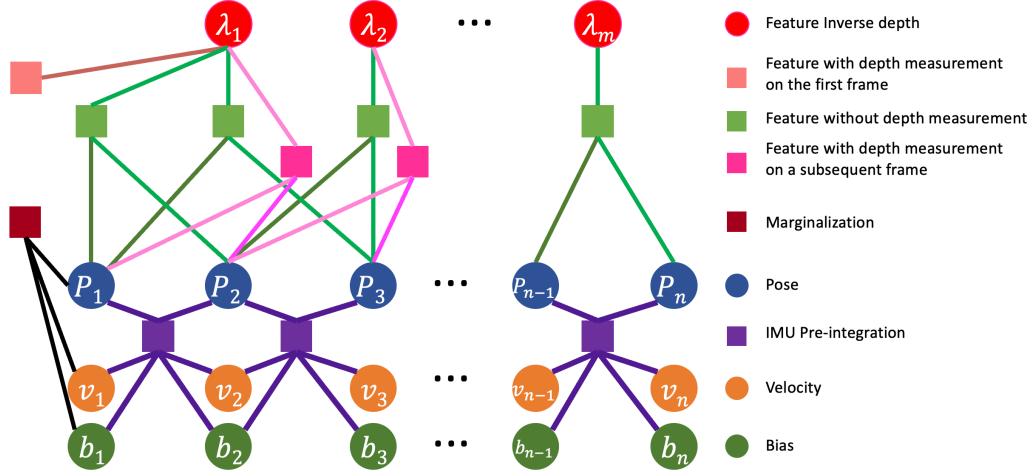 λ₁ λ₂ ··· λₘ
P₁ P₂ P₃ ··· Pₙ₋₁ Pₙ
v₁ v₂ v₃ ··· vₙ₋₁ vₙ
b₁ b₂ b₃ ··· bₙ₋₁ bₙ
Feature Inverse depth
Feature with depth measurement
on the first frame
Feature without depth measurement
Feature with depth measurement
on a subsequent frame
Marginalization
Pose
IMU Pre-integration
Velocity
Bias